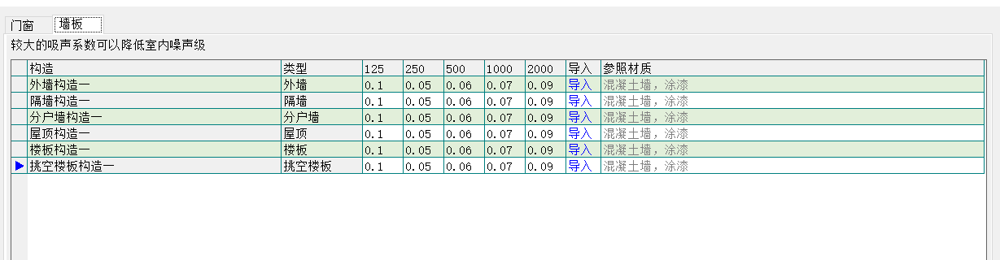 门窗 墙板
较大的吸声系数可以降低室内噪声级
构造 类型 125 250 500 1000 2000 导入 参照材质
外墙构造一 外墙 0.1 0.05 0.06 0.07 0.09 导入 混凝土墙，涂漆
隔墙构造一 隔墙 0.1 0.05 0.06 0.07 0.09 导入 混凝土墙，涂漆
分户墙构造一 分户墙 0.1 0.05 0.06 0.07 0.09 导入 混凝土墙，涂漆
屋顶构造一 屋顶 0.1 0.05 0.06 0.07 0.09 导入 混凝土墙，涂漆
楼板构造一 楼板 0.1 0.05 0.06 0.07 0.09 导入 混凝土墙，涂漆
挑空楼板构造一 挑空楼板 0.1 0.05 0.06 0.07 0.09 导入 混凝土墙，涂漆